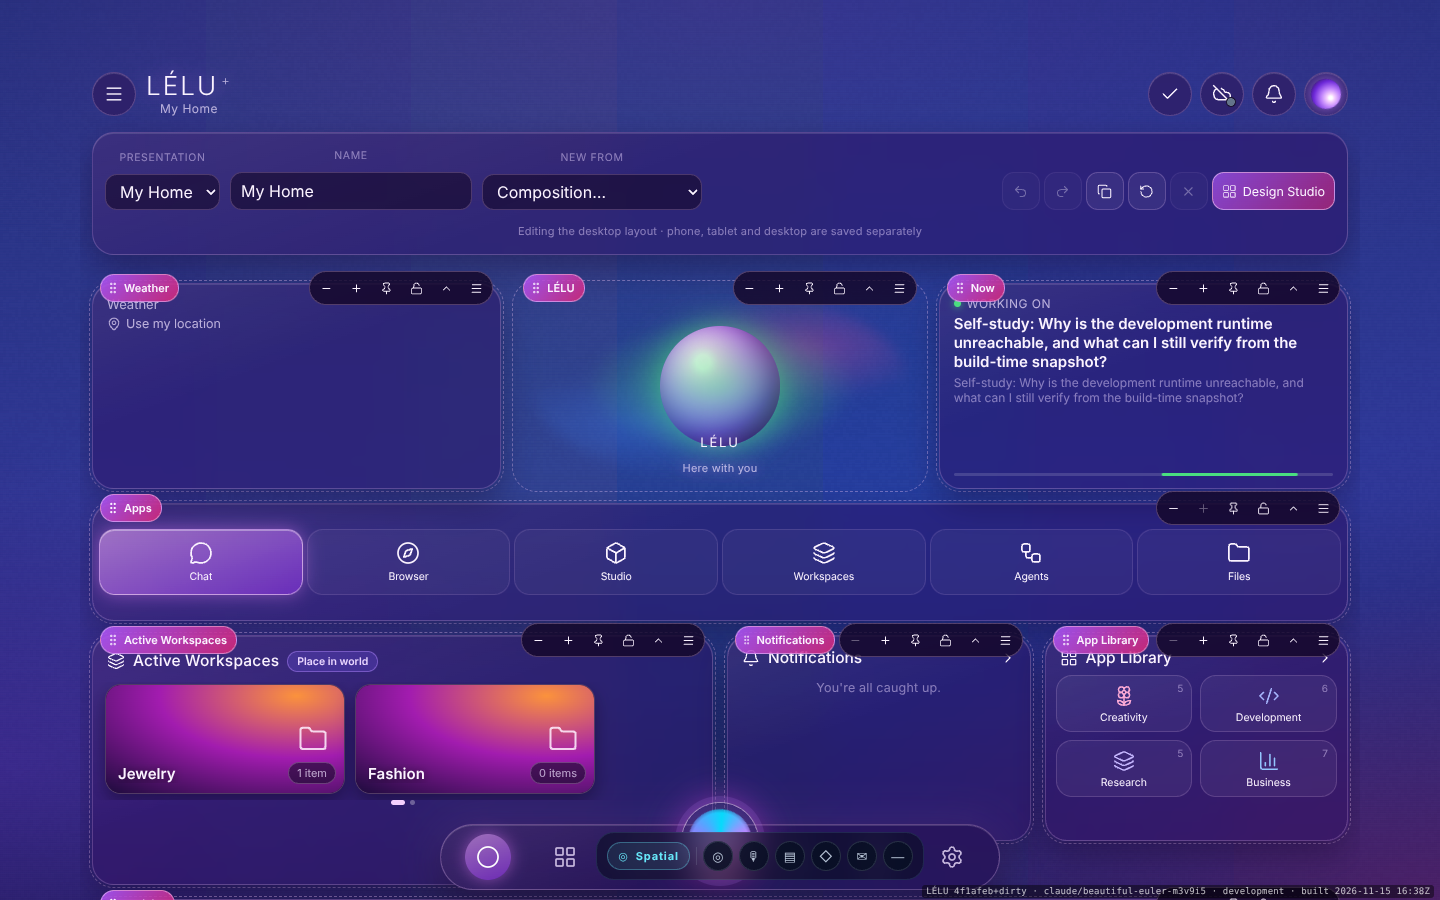 LÉLU +
My Home
PRESENTATION
NAME
NEW FROM
My Home
My Home
Composition...
Design Studio
Editing the desktop layout · phone, tablet and desktop are saved separately
Weather
Weather
Use my location
LÉLU
LÉLU
Here with you
Now
WORKING ON
Self-study: Why is the development runtime
unreachable, and what can I still verify from the
build-time snapshot?
Self-study: Why is the development runtime unreachable, and
what can I still verify from the build-time snapshot?
Apps
Chat
Browser
Studio
Workspaces
Agents
Files
Active Workspaces
Active Workspaces
Place in world
Jewelry
1 item
Fashion
0 items
Notifications
Notifications
You're all caught up.
App Library
App Library
5
Creativity
6
Development
5
Research
7
Business
Spatial
LÉLU 4f1afeb+dirty · claude/beautiful-euler-m3v9i5 · development · built 2026-11-15 16:38Z